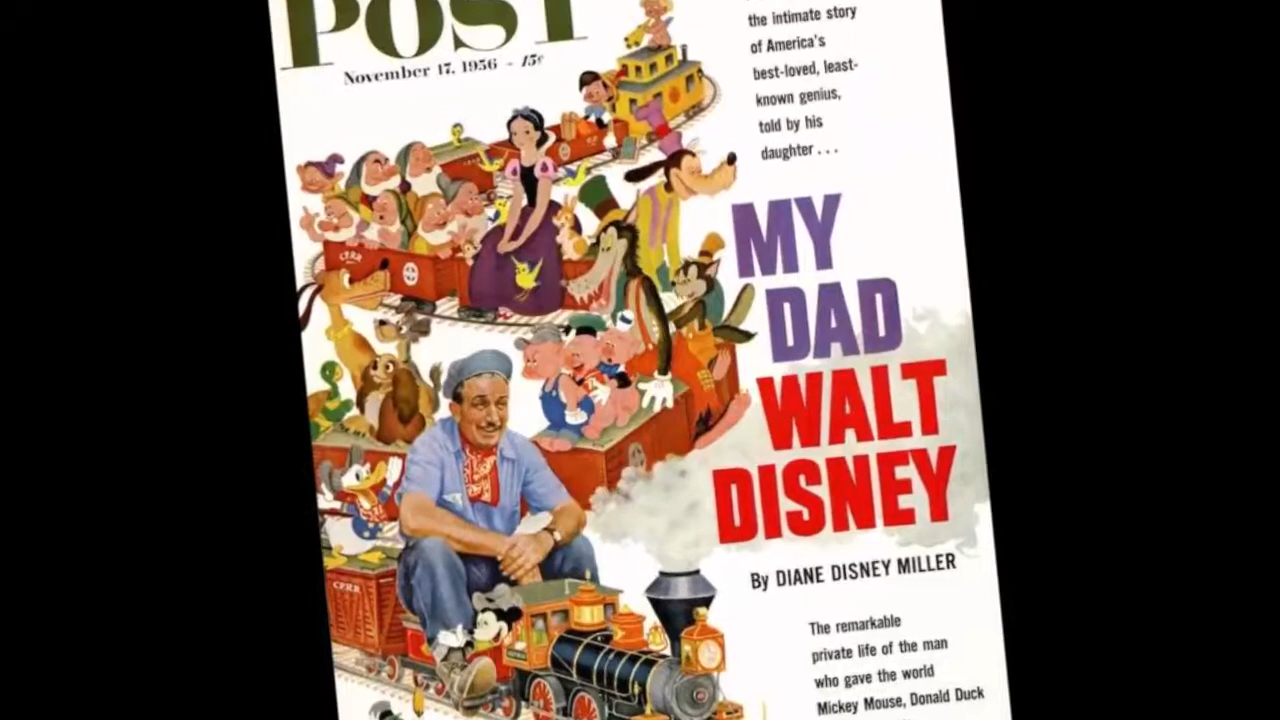 POST
November 17, 1956 - 15¢
the intimate story
of America's
best-loved, least-
known genius,
told by his
daughter...
MY
DAD
WALT
DISNEY
By DIANE DISNEY MILLER
The remarkable
private life of the man
who gave the world
Mickey Mouse, Donald Duck
C.P.R.R.
C.P.R.R.